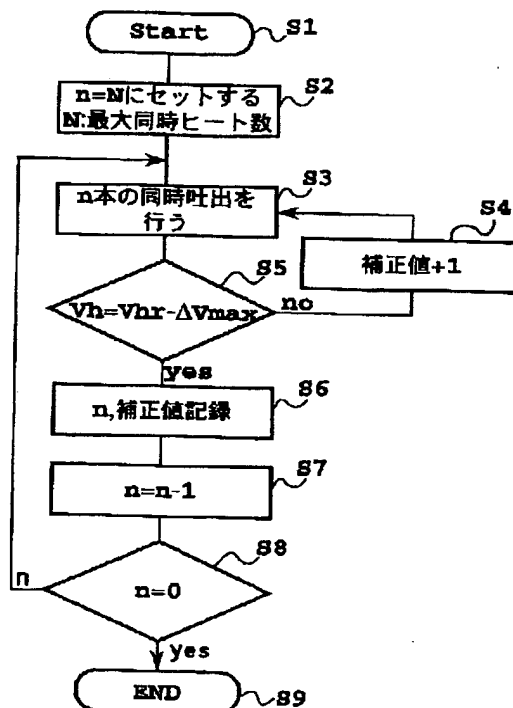 Start
S1
n=Nにセットする
N:最大同時ヒート数
S2
n本の同時吐出を
行う
S3
補正値+1
S4
Vh=Vhr-ΔVmax
S5
no
yes
n,補正値記録
S6
n=n-1
S7
n=0
S8
n
yes
END
S9